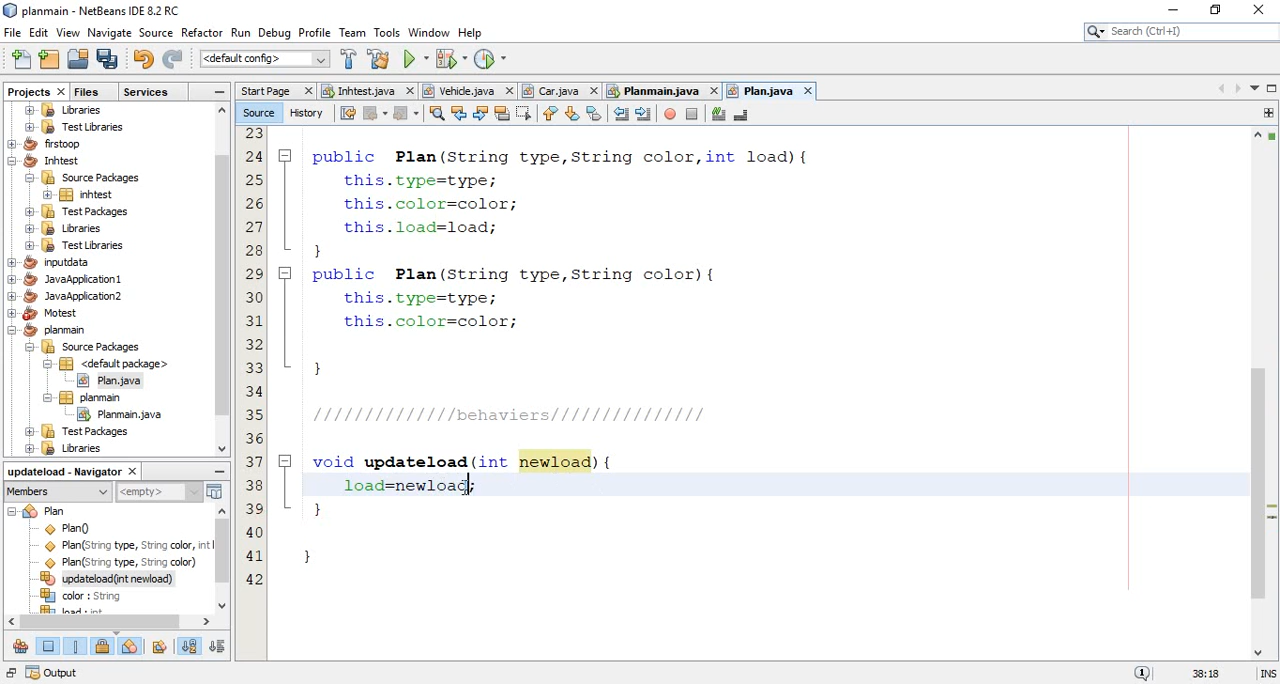 planmain - NetBeans IDE 8.2 RC
File Edit View Navigate Source Refactor Run Debug Profile Team Tools Window Help
Search (Ctrl+I)
<default config>
Projects Files Services
Start Page Inhtest.java Vehicle.java Car.java Planmain.java Plan.java
Source History
Libraries
Test Libraries
firstoop
Inhtest
Source Packages
inhtest
Test Packages
Libraries
Test Libraries
inputdata
JavaApplication1
JavaApplication2
Motest
planmain
Source Packages
<default package>
Plan.java
planmain
Planmain.java
Test Packages
Libraries
updateload - Navigator
Members <empty>
Plan
Plan()
Plan(String type, String color, int l
Plan(String type, String color)
updateload(int newload)
color : String
load : int
23
24 public Plan(String type,String color,int load){
25 this.type=type;
26 this.color=color;
27 this.load=load;
28 }
29 public Plan(String type,String color){
30 this.type=type;
31 this.color=color;
32
33 }
34
35 //////////////behaviers///////////////
36
37 void updateload(int newload){
38 load=newload;
39 }
40
41 }
42
Output
1
38:18 INS